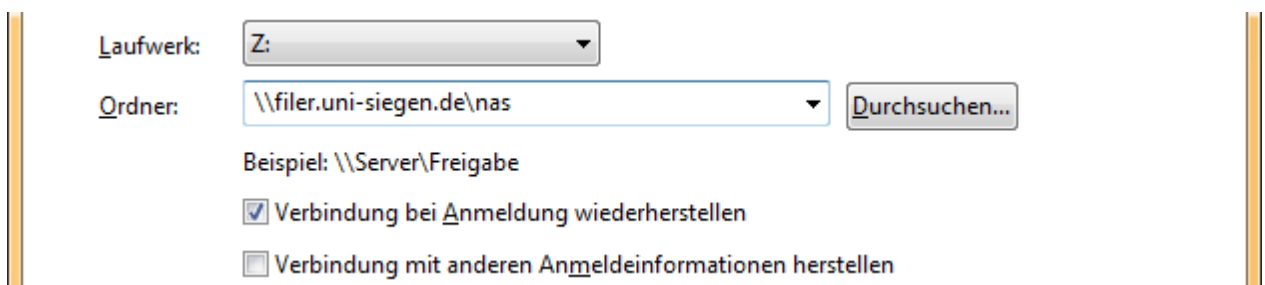 Laufwerk: Z:
Ordner: \\filer.uni-siegen.de\nas Durchsuchen...
Beispiel: \\Server\Freigabe
Verbindung bei Anmeldung wiederherstellen
Verbindung mit anderen Anmeldeinformationen herstellen